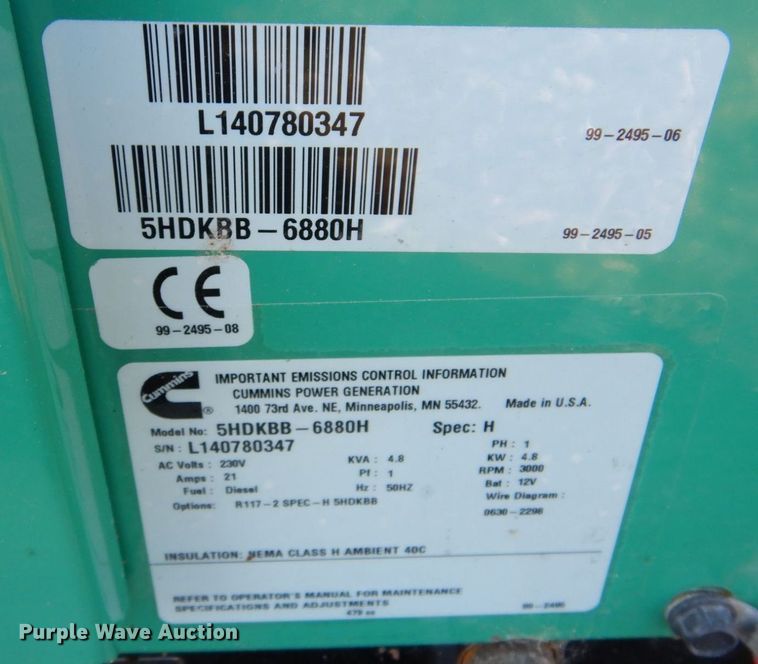 L140780347
99-2495-06
5HDKBB-6880H
99-2495-05
CE
99-2495-08
Cummins
®
IMPORTANT EMISSIONS CONTROL INFORMATION
CUMMINS POWER GENERATION
1400 73rd Ave. NE, Minneapolis, MN 55432. Made in U.S.A.
Model No: 5HDKBB-6880H Spec: H
S/N: L140780347 PH: 1
AC Volts: 230V KVA: 4.8 KW: 4.8
Amps: 21 Pf: 1 RPM: 3000
Fuel: Diesel Hz: 50HZ Bat: 12V
Options: R117-2 SPEC-H 5HDKBB Wire Diagram:
0630-2298
INSULATION: NEMA CLASS H AMBIENT 40C
REFER TO OPERATOR'S MANUAL FOR MAINTENANCE
SPECIFICATIONS AND ADJUSTMENTS
99-2495
Purple Wave Auction